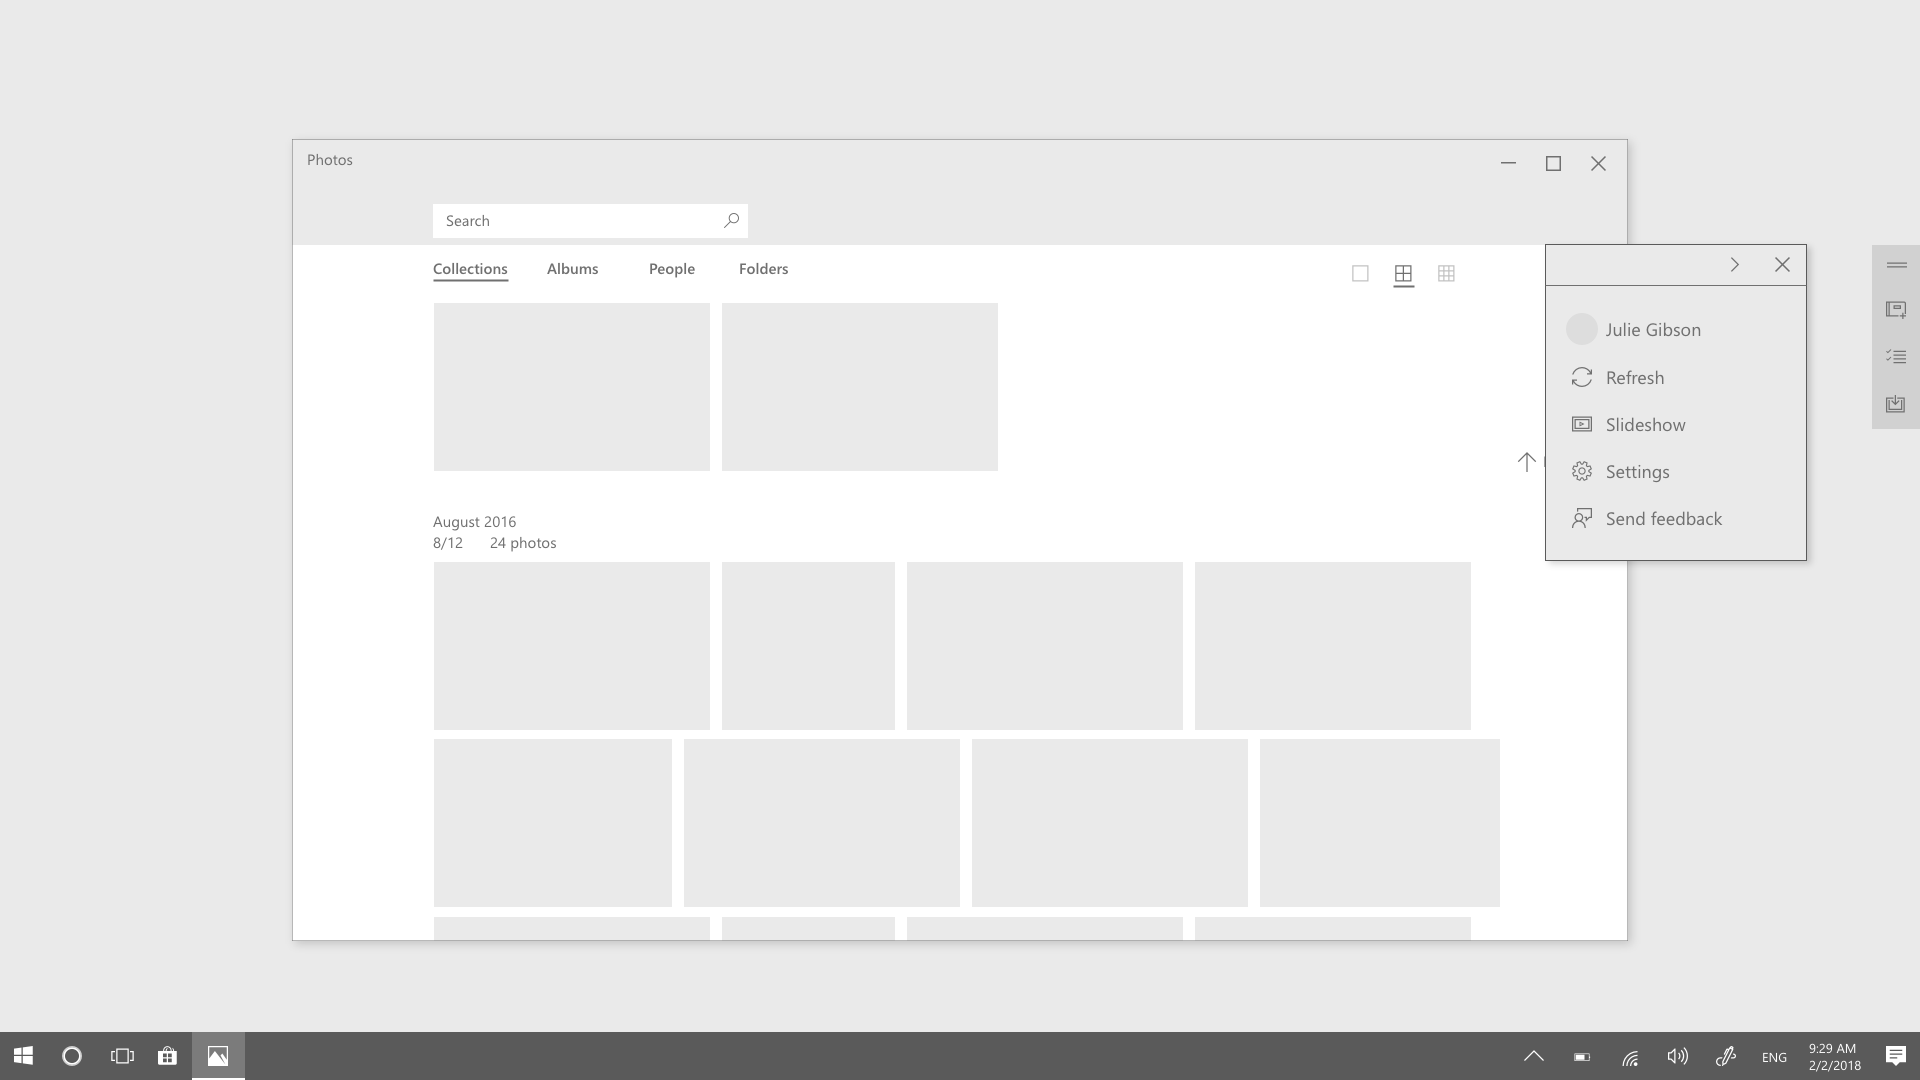 Photos
Search
Collections Albums People Folders
Julie Gibson
Refresh
Slideshow
Settings
Send feedback
August 2016
8/12 24 photos
ENG
9:29 AM
2/2/2018